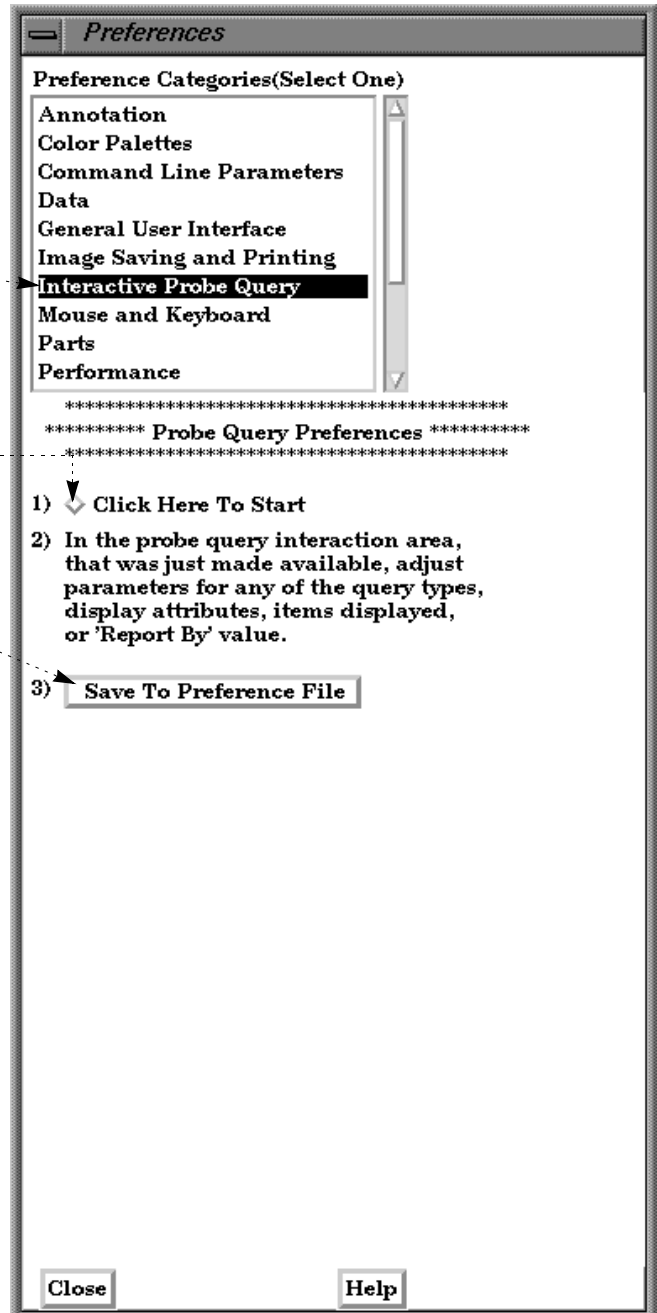 Preferences
Preference Categories(Select One)
Annotation
Color Palettes
Command Line Parameters
Data
General User Interface
Image Saving and Printing
Interactive Probe Query
Mouse and Keyboard
Parts
Performance
********************************************
********** Probe Query Preferences **********
********************************************
1) Click Here To Start
2) In the probe query interaction area,
that was just made available, adjust
parameters for any of the query types,
display attributes, items displayed,
or 'Report By' value.
3) Save To Preference File
Close Help